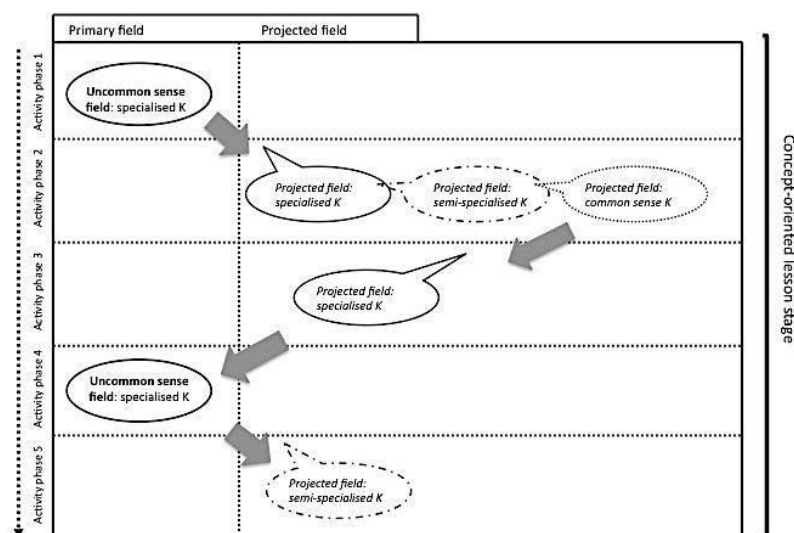 Primary field
Projected field
Activity phase 1
Uncommon sense
field: specialised K
Activity phase 2
Projected field:
specialised K
Projected field:
semi-specialised K
Projected field:
common sense K
Activity phase 3
Projected field:
specialised K
Activity phase 4
Uncommon sense
field: specialised K
Activity phase 5
Projected field:
semi-specialised K
Concept-oriented lesson stage